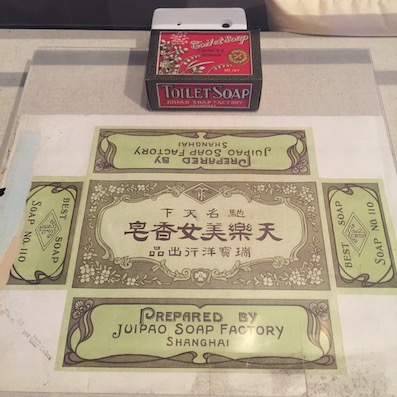 Toilet Soap
TOILET SOAP
JUIPAO SOAP FACTORY
SHANGHAI
PREPARED BY
JUIPAO SOAP FACTORY
SHANGHAI
BEST SOAP
SOAP No. 110
馳名天下
天樂美女香皂
瑞寶洋行出品
BEST SOAP
SOAP No. 110
PREPARED BY
JUIPAO SOAP FACTORY
SHANGHAI